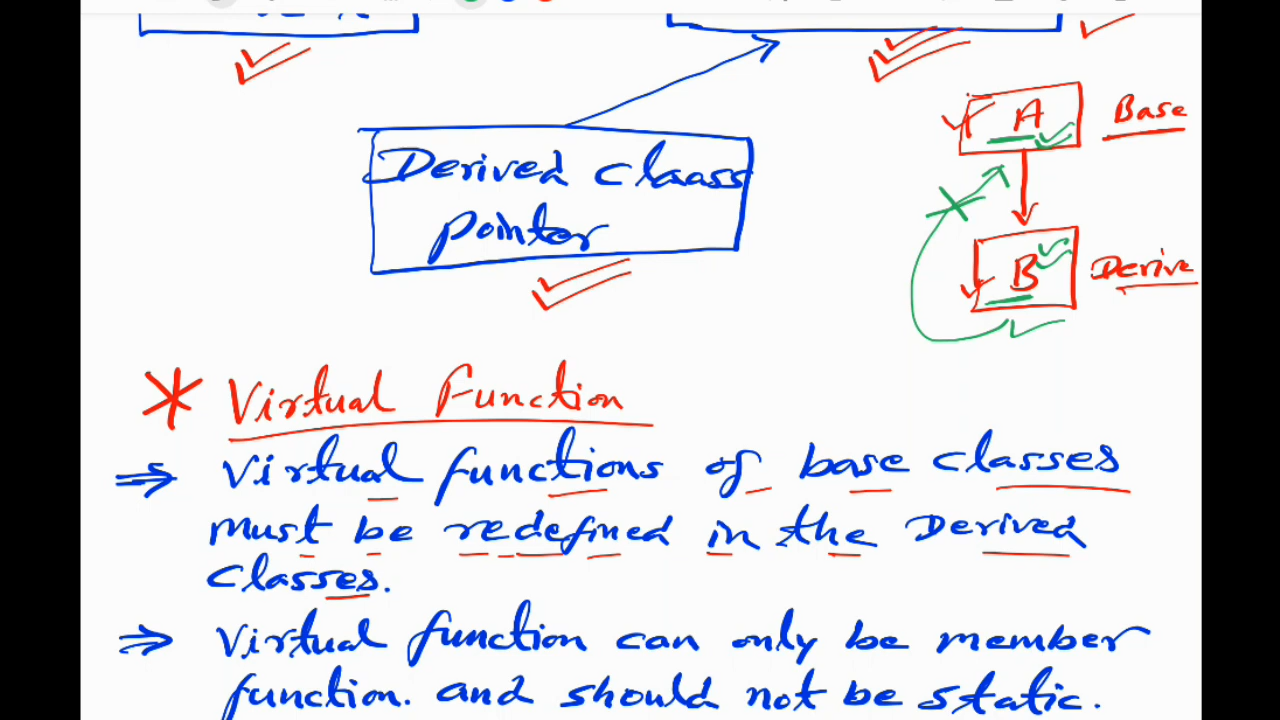 Base
A
Derived claass
pointer
B
Derive
* Virtual Function
⇒ Virtual functions of base classes
must be redefined in the Derived
classes.
⇒ Virtual function can only be member
function. and should not be static.